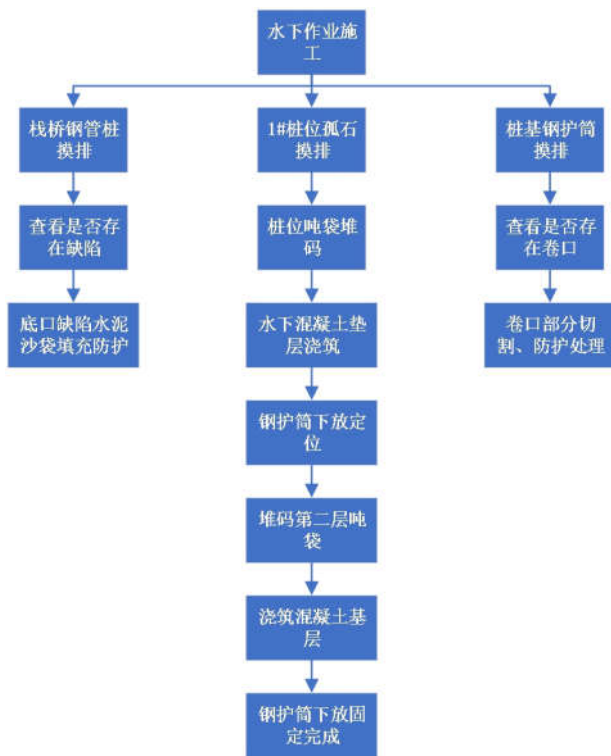 水下作业施
工
栈桥钢管桩
摸排
查看是否存
在缺陷
底口缺陷水泥
沙袋填充防护
1#桩位孤石
摸排
桩位吨袋堆
码
水下混凝土垫
层浇筑
钢护筒下放定
位
堆码第二层吨
袋
浇筑混凝土基
层
钢护筒下放固
定完成
桩基钢护筒
摸排
查看是否存
在卷口
卷口部分切
割、防护处理